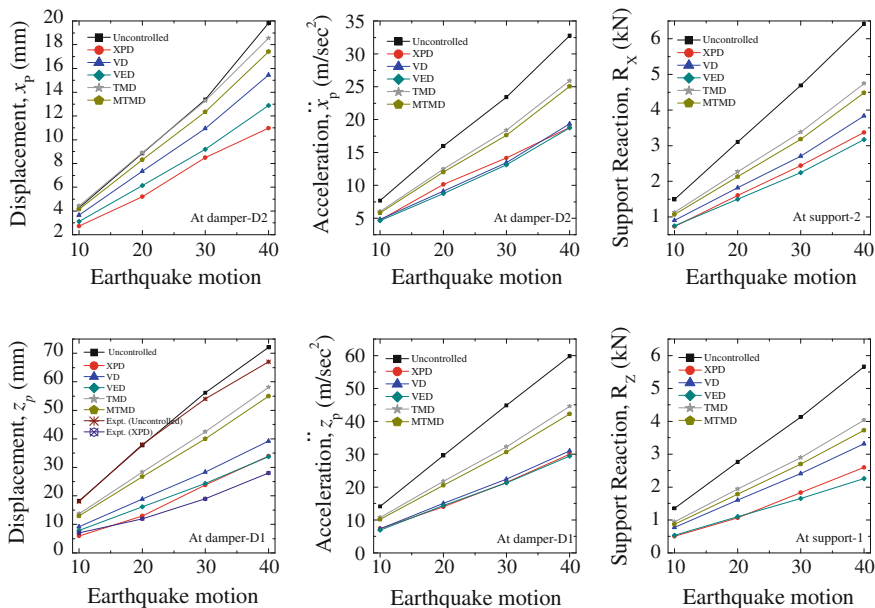 Displacement, x_p (mm)
20
18
16
14
12
10
8
6
4
2
Uncontrolled
XPD
VD
VED
TMD
MTMD
At damper-D2
10 20 30 40
Earthquake motion
Acceleration, ẍ_p (m/sec²)
35
30
25
20
15
10
5
Uncontrolled
XPD
VD
VED
TMD
MTMD
At damper-D2
10 20 30 40
Earthquake motion
Support Reaction, R_X (kN)
6
5
4
3
2
1
Uncontrolled
XPD
VD
VED
TMD
MTMD
At support-2
10 20 30 40
Earthquake motion
Displacement, z_p (mm)
70
60
50
40
30
20
10
0
Uncontrolled
XPD
VD
VED
TMD
MTMD
Expt. (Uncontrolled)
Expt. (XPD)
At damper-D1
10 20 30 40
Earthquake motion
Acceleration, z̈_p (m/sec²)
60
50
40
30
20
10
0
Uncontrolled
XPD
VD
VED
TMD
MTMD
At damper-D1
10 20 30 40
Earthquake motion
Support Reaction, R_Z (kN)
6
5
4
3
2
1
0
Uncontrolled
XPD
VD
VED
TMD
MTMD
At support-1
10 20 30 40
Earthquake motion